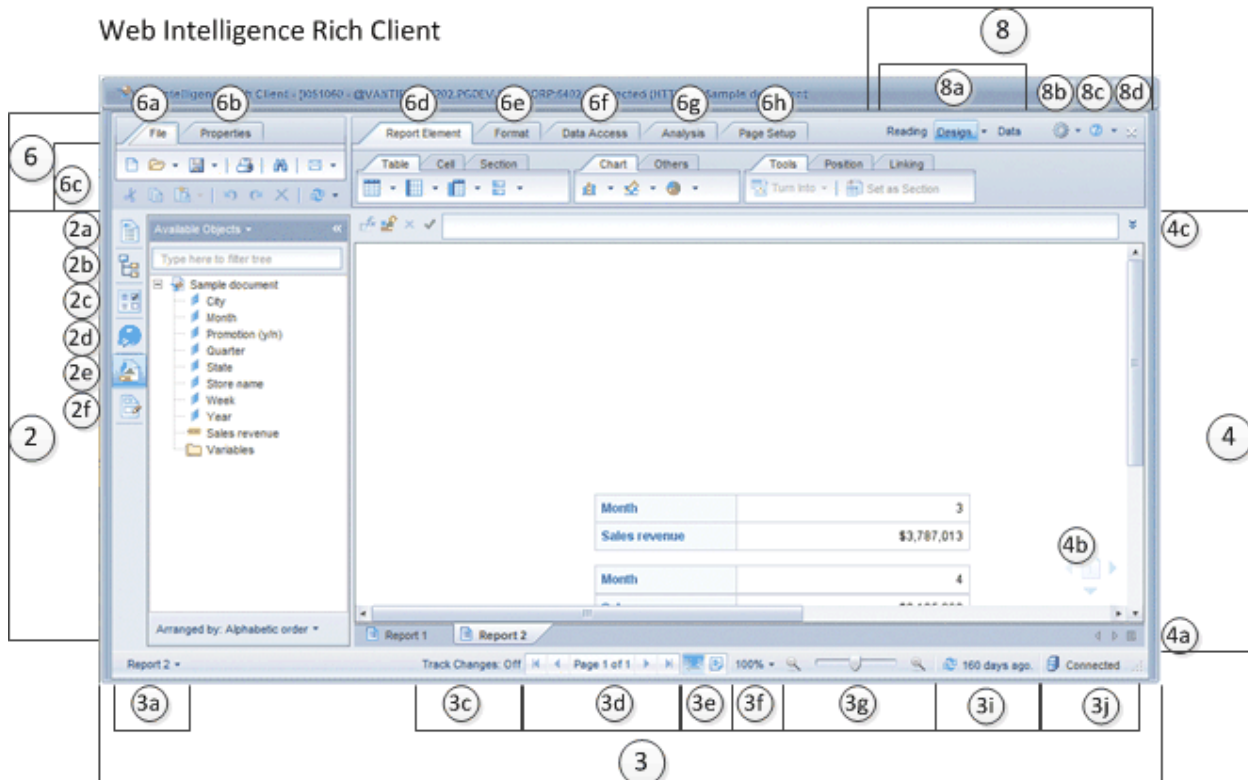 Web Intelligence Rich Client
8
8a
8b 8c 8d
6a 6b 6d 6e 6f 6g 6h
File Properties
Report Element Format Data Access Analysis Page Setup
Reading Design Data
6
6c
Table Cell Section
Chart Others
Tools Position Linking
Turn Into Set as Section
2a
2b
2c
2d
2e
2f
2
Available Objects
Type here to filter tree
Sample document
City
Month
Promotion (y/n)
Quarter
State
Store name
Week
Year
Sales revenue
Variables
Arranged by: Alphabetic order
4c
4
4b
4a
Month 3
Sales revenue $3,787,013
Month 4
Report 1 Report 2
Report 2 Track Changes: Off Page 1 of 1 100% 160 days ago. Connected
3a 3c 3d 3e 3f 3g 3i 3j
3